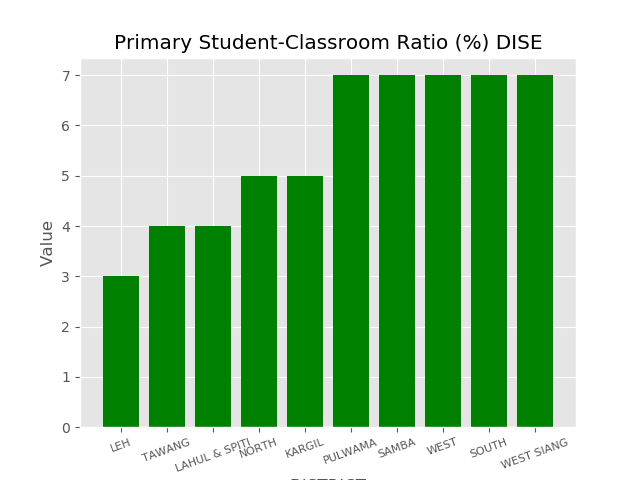 Primary Student-Classroom Ratio (%) DISE
7
6
5
4
3
2
1
0
Value
LEH
TAWANG
LAHUL & SPITI
NORTH
KARGIL
PULWAMA
SAMBA
WEST
SOUTH
WEST SIANG
DISTRICT